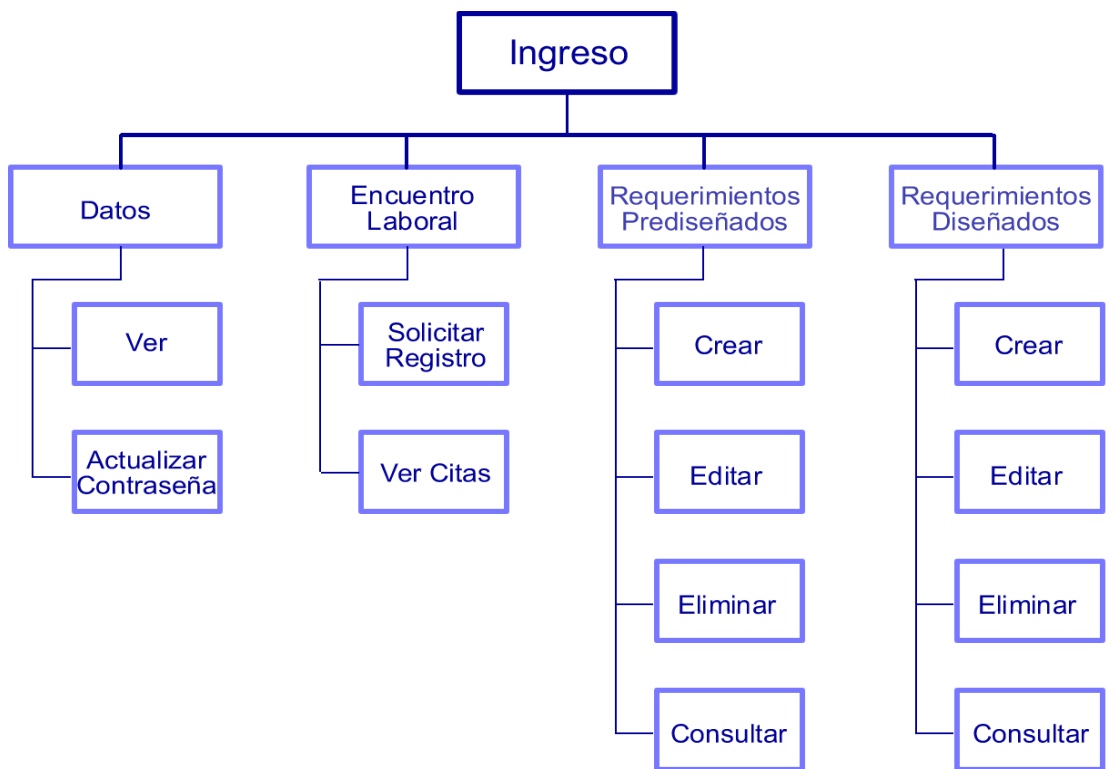 Ingreso
Datos
Encuentro
Laboral
Requerimientos
Prediseñados
Requerimientos
Diseñados
Ver
Solicitar
Registro
Crear
Crear
Actualizar
Contraseña
Ver Citas
Editar
Editar
Eliminar
Eliminar
Consultar
Consultar